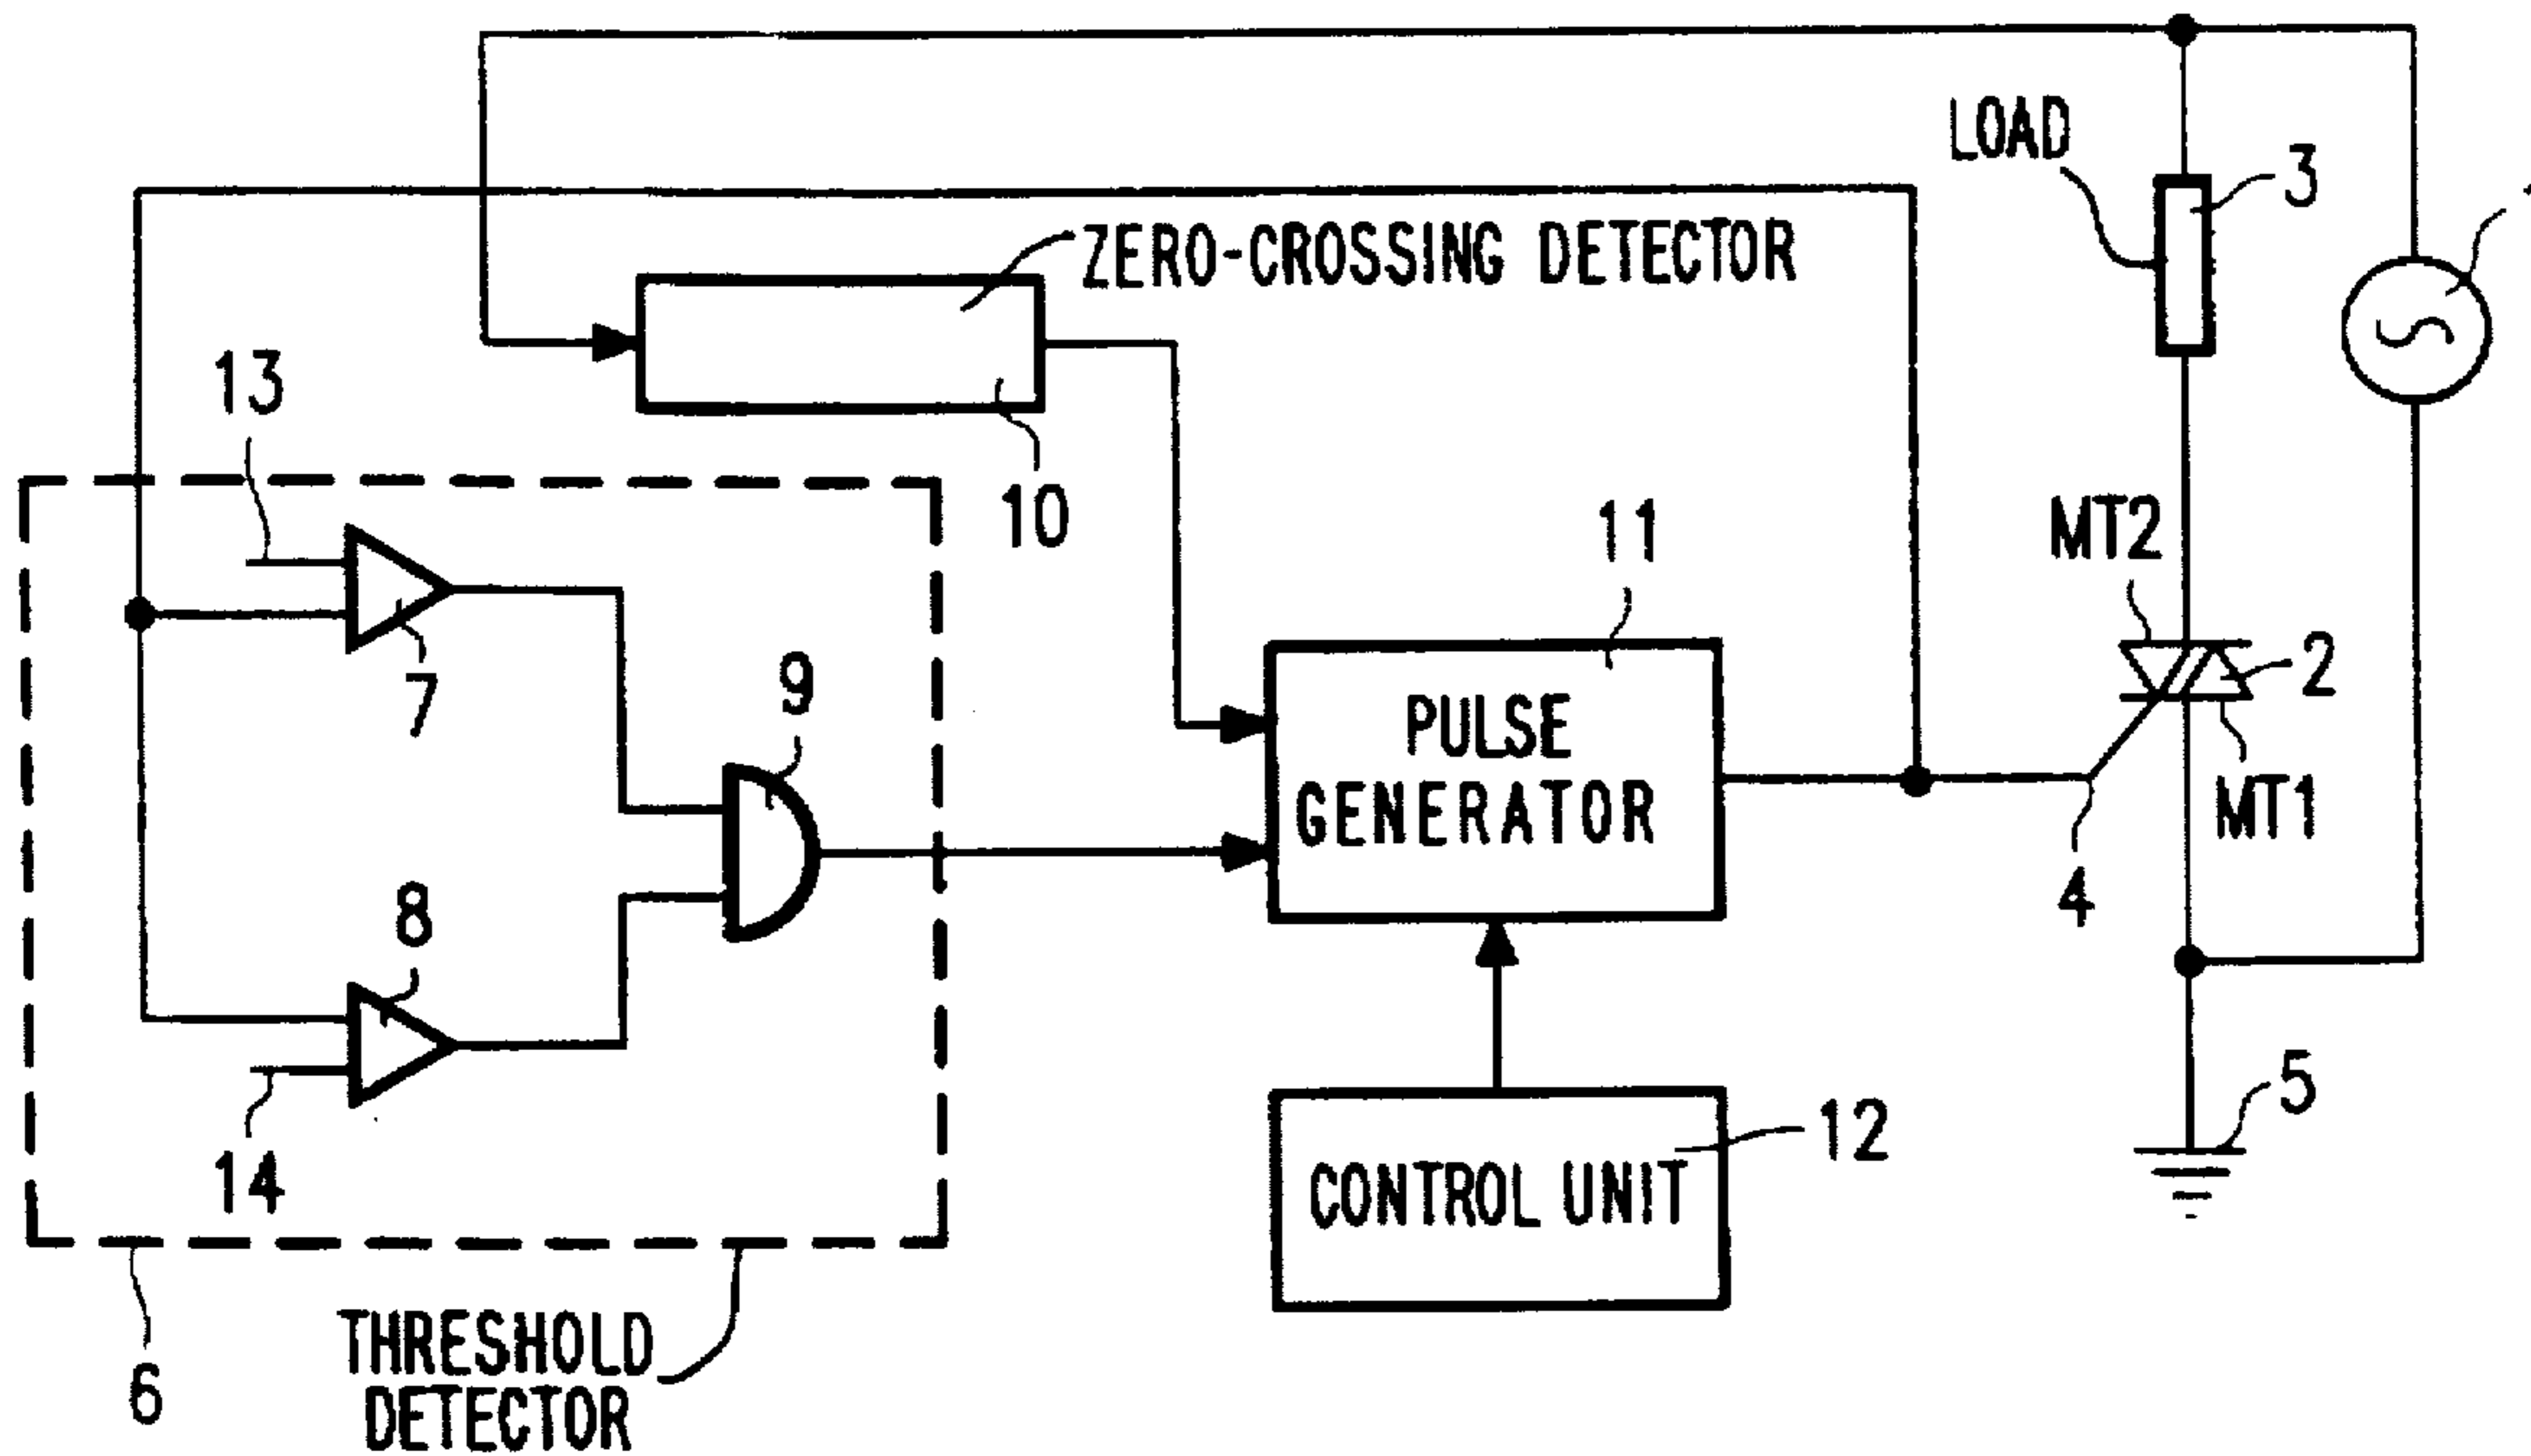 LOAD
3
ZERO-CROSSING DETECTOR
13
10
MT2
11
7
9
2
PULSE
GENERATOR
MT1
8
4
14
12
CONTROL UNIT
5
6
THRESHOLD
DETECTOR